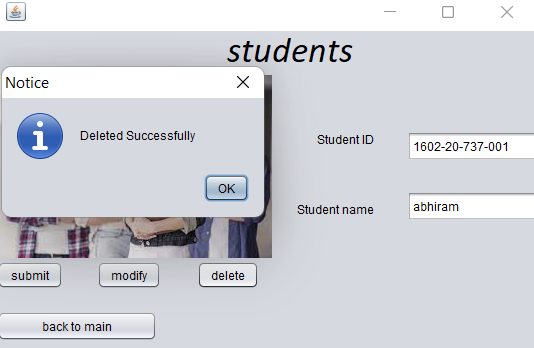 students
Notice
Deleted Successfully
OK
Student ID
1602-20-737-001
Student name
abhiram
submit modify delete
back to main